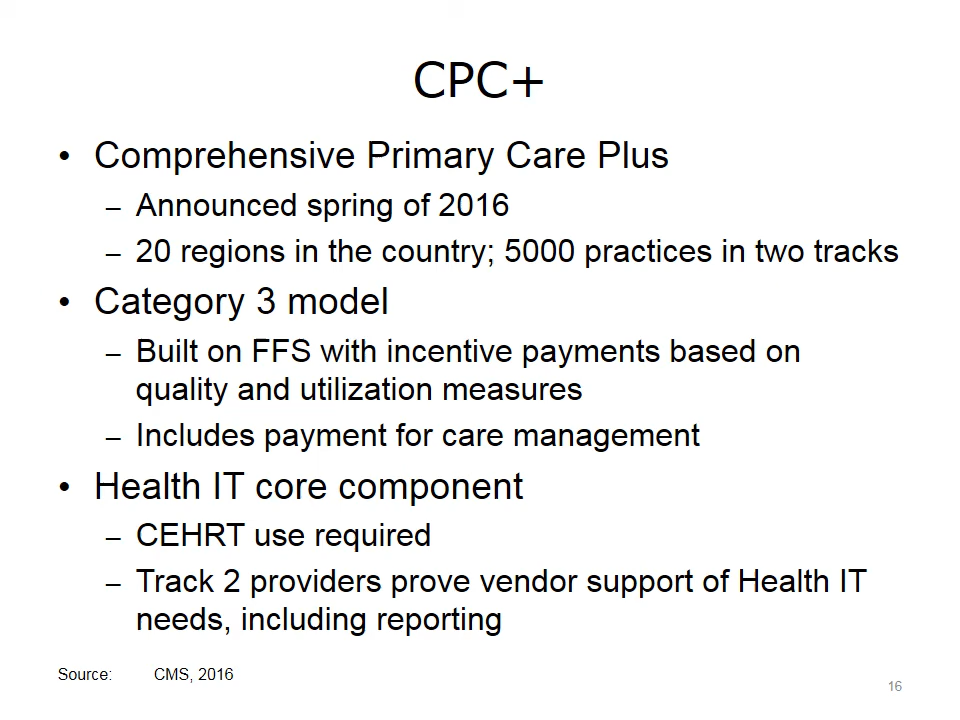 CPC+
• Comprehensive Primary Care Plus
– Announced spring of 2016
– 20 regions in the country; 5000 practices in two tracks
• Category 3 model
– Built on FFS with incentive payments based on
quality and utilization measures
– Includes payment for care management
• Health IT core component
– CEHRT use required
– Track 2 providers prove vendor support of Health IT
needs, including reporting
Source: CMS, 2016
16